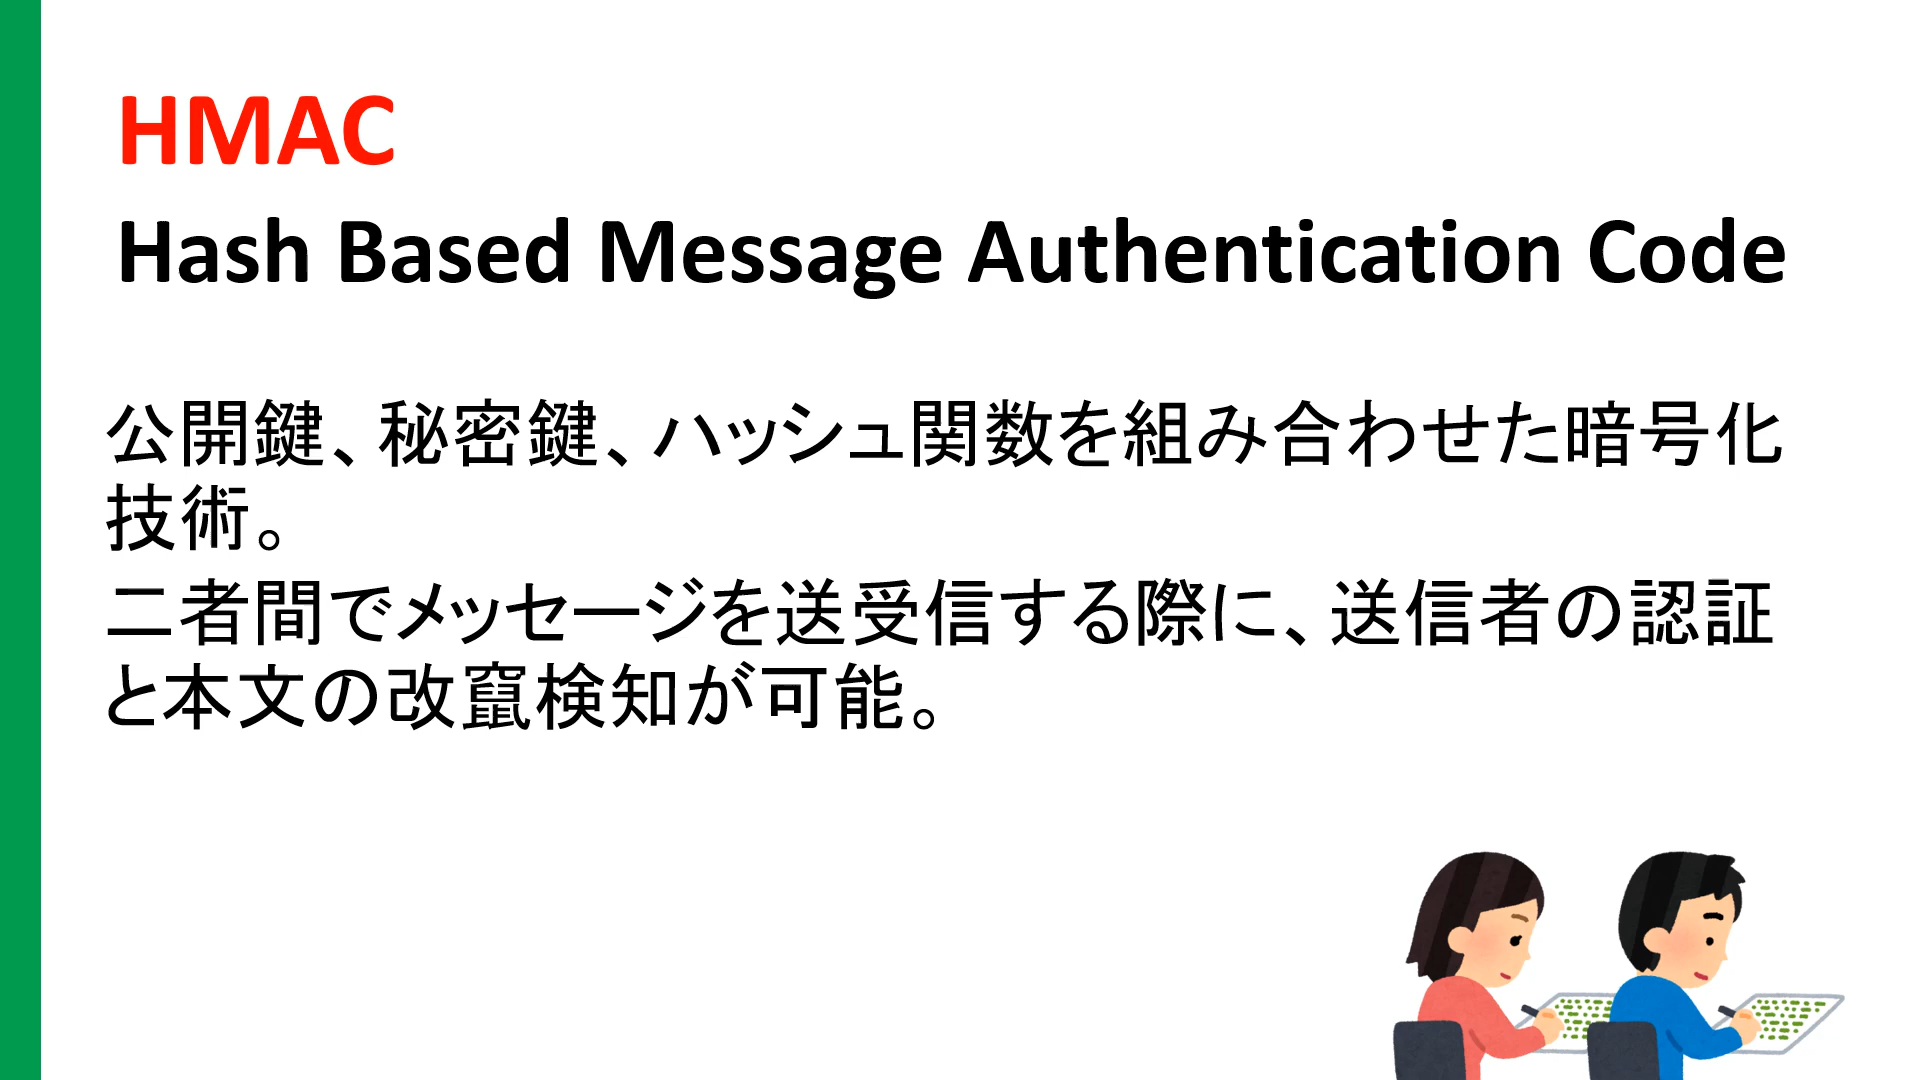 HMAC
Hash Based Message Authentication Code
公開鍵、秘密鍵、ハッシュ関数を組み合わせた暗号化
技術。
二者間でメッセージを送受信する際に、送信者の認証
と本文の改竄検知が可能。